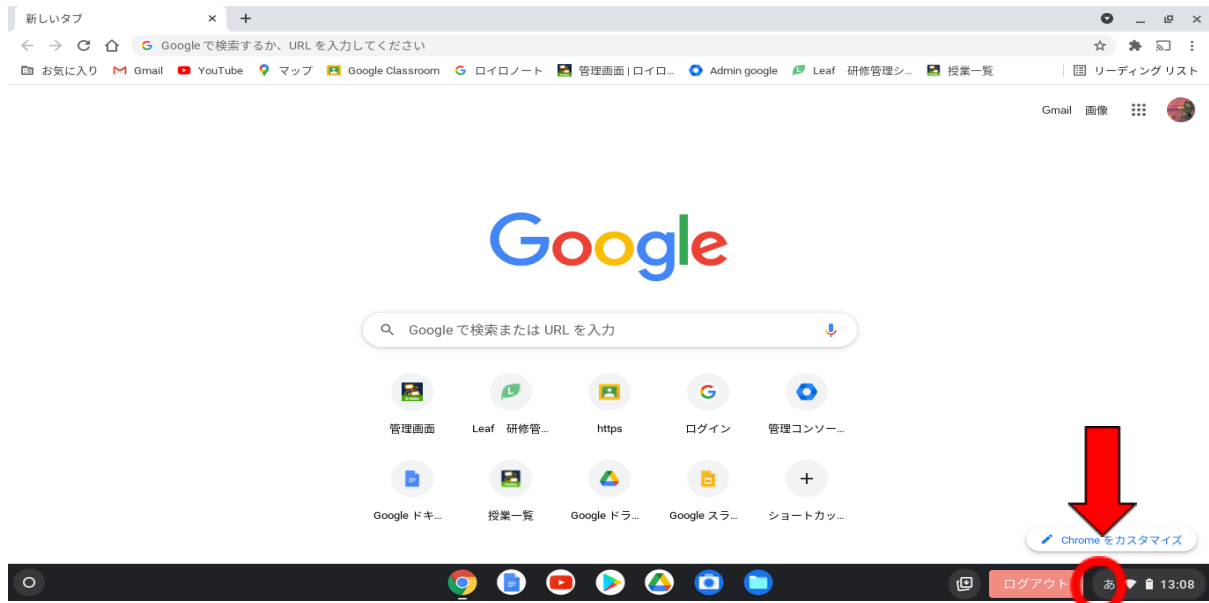 新しいタブ
Google で検索するか、URL を入力してください
お気に入り Gmail YouTube マップ Google Classroom ロイロノート 管理画面 | ロイロ... Admin google Leaf 研修管理シ... 授業一覧 リーディング リスト
Gmail 画像
Google
Google で検索または URL を入力
管理画面 Leaf 研修管... https ログイン 管理コンソー...
Google ドキ... 授業一覧 Google ドラ... Google スラ... ショートカッ...
Chrome をカスタマイズ
ログアウト あ 13:08